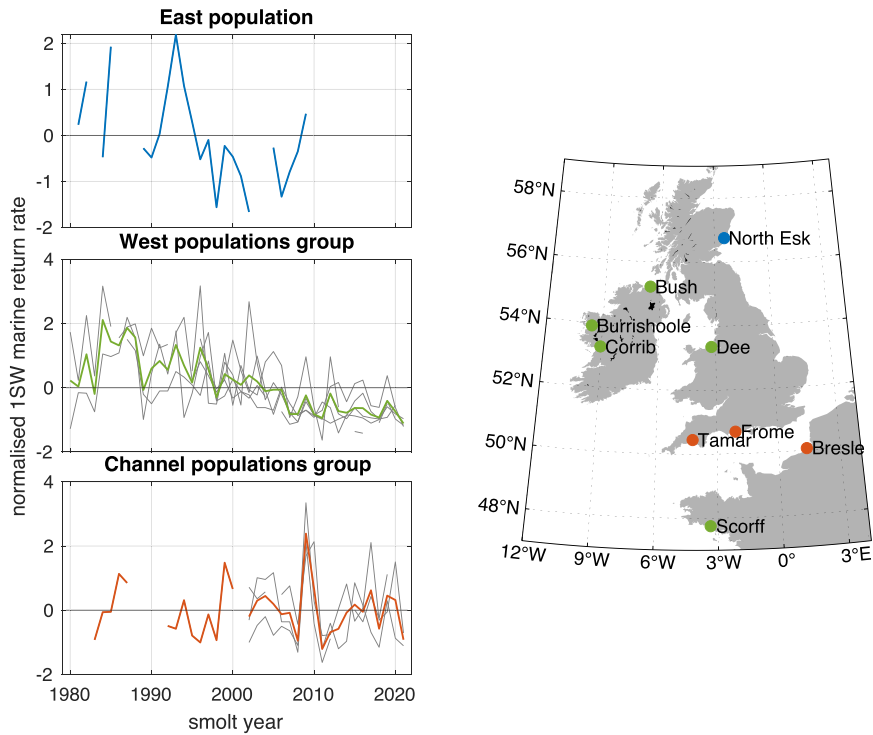 East population
2
1
0
-1
-2
West populations group
4
2
0
-2
Channel populations group
4
2
0
-2
1980 1990 2000 2010 2020
smolt year
normalised 1SW marine return rate
58°N
56°N
54°N
52°N
50°N
48°N
12°W 9°W 6°W 3°W 0° 3°E
North Esk
Bush
Burrishoole
Corrib
Dee
Frome
Tamar
Bresle
Scorff